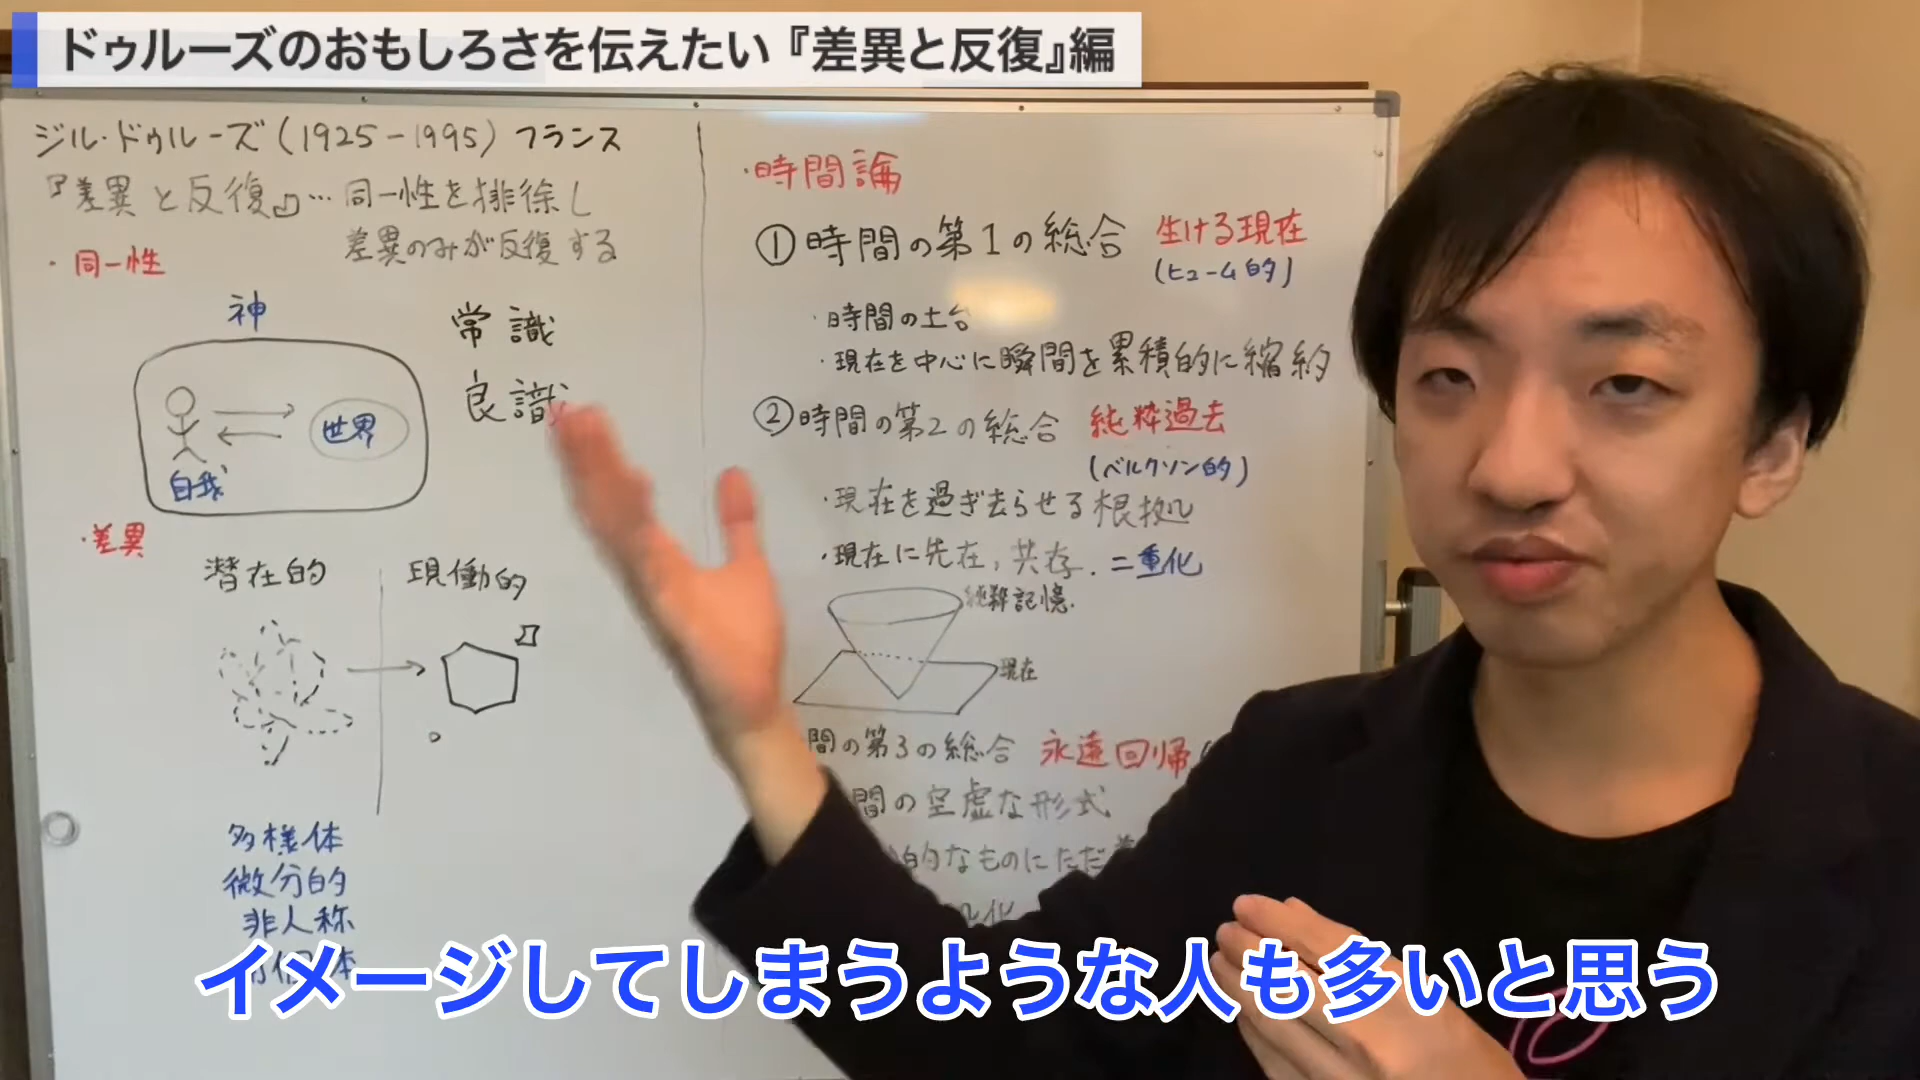 ドゥルーズのおもしろさを伝えたい『差異と反復』編
ジル・ドゥルーズ(1925-1995)フランス
『差異と反復』…同一性を排除し
差異のみが反復する
・同一性
神
常識
良識
世界
自我
・差異
潜在的
現働的
多様体
微分的
非人称
・時間論
①時間の第1の総合 生ける現在
(ヒューム的)
・時間の土台
・現在を中心に瞬間を累積的に縮約
②時間の第2の総合 純粋過去
(ベルクソン的)
・現在を過ぎ去らせる根拠
・現在に先在,共存.二重化
純粋記憶.
現在
間の第3の総合 永遠回帰
間の空虚な形式
的なものにただ
化
イメージしてしまうような人も多いと思う